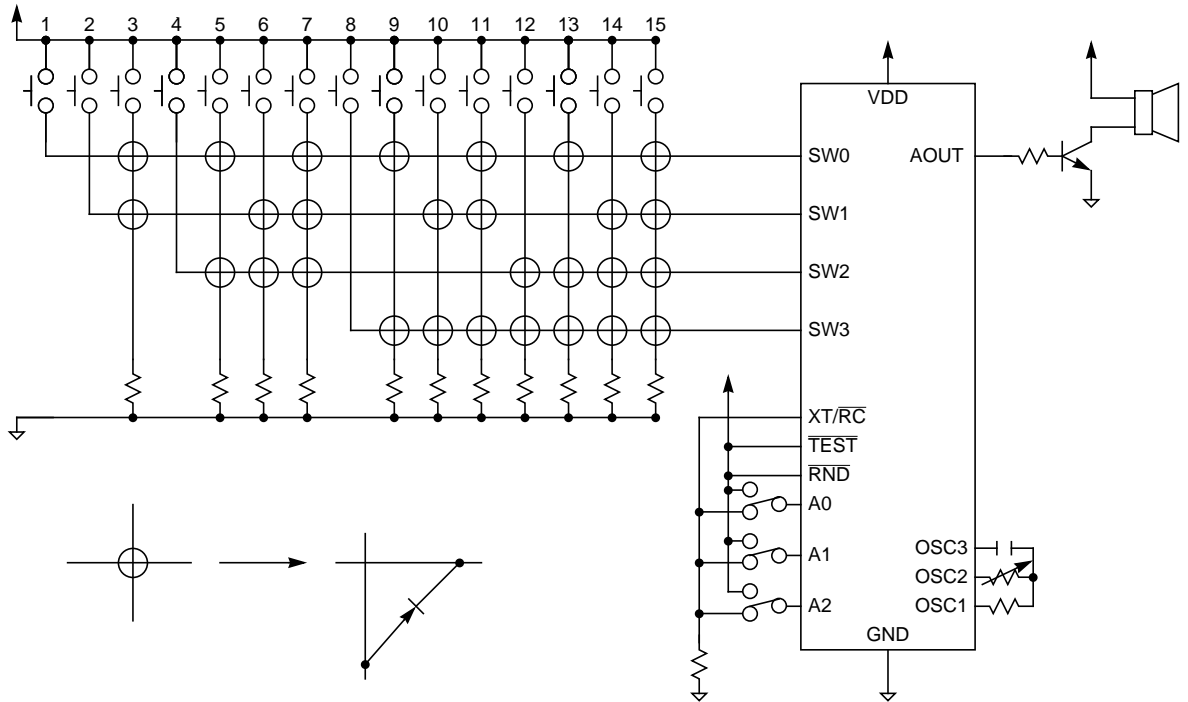 1 2 3 4 5 6 7 8 9 10 11 12 13 14 15
VDD
SW0 AOUT
SW1
SW2
SW3
XT/RC
TEST
RND
A0
A1
OSC3
OSC2
A2 OSC1
GND